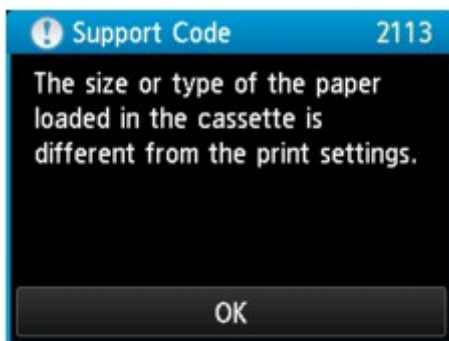 Support Code 2113
The size or type of the paper
loaded in the cassette is
different from the print settings.
OK